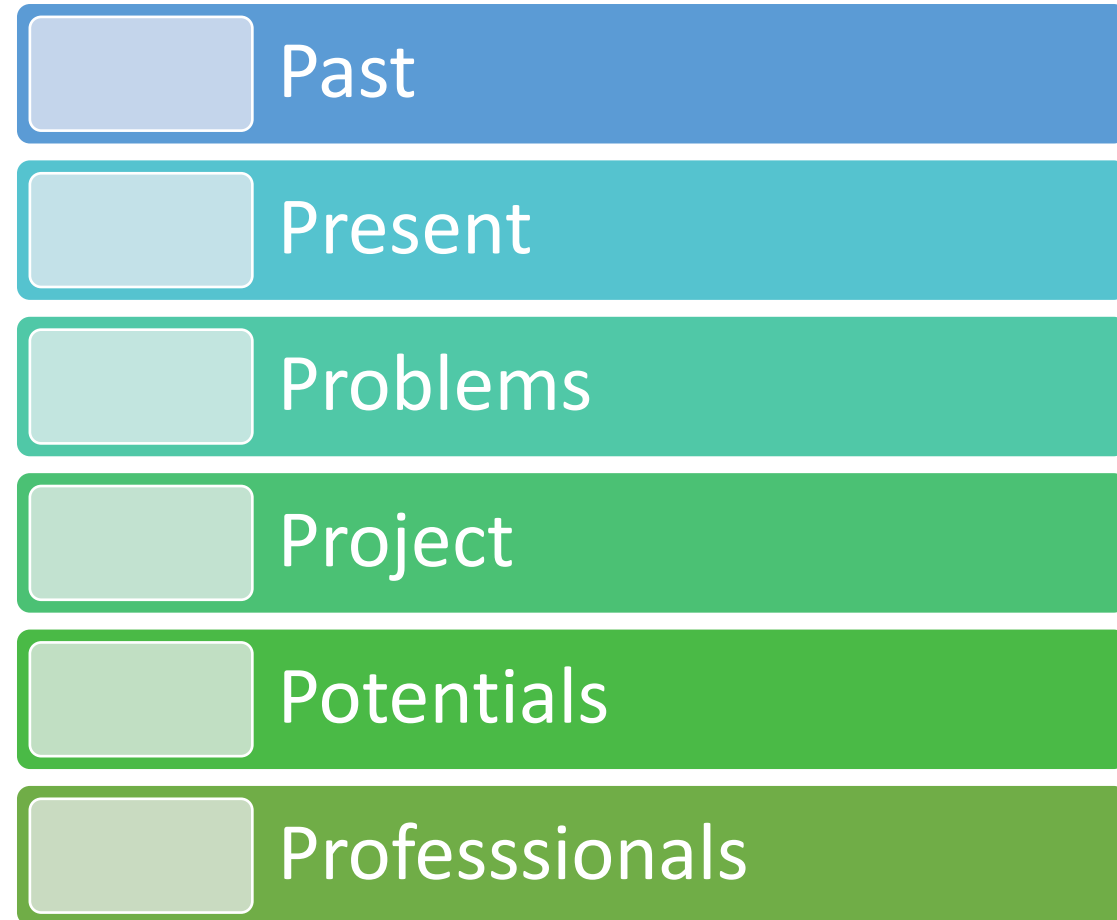 Past
Present
Problems
Project
Potentials
Professsionals